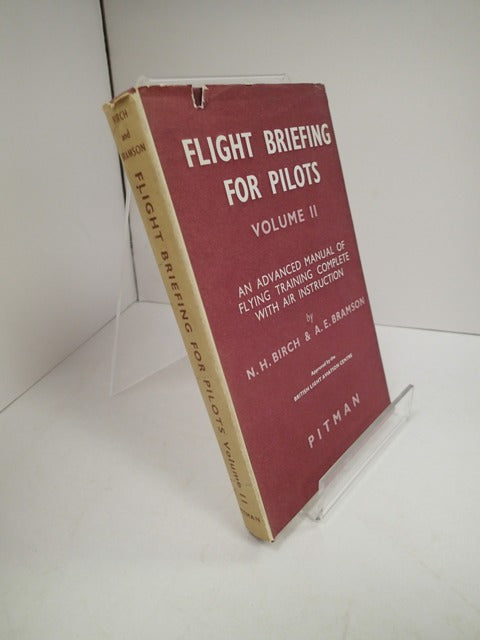 FLIGHT BRIEFING
FOR PILOTS
VOLUME II
AN ADVANCED MANUAL OF
FLYING TRAINING COMPLETE
WITH AIR INSTRUCTION
by
N. H. BIRCH & A. E. BRAMSON
Approved by the
BRITISH LIGHT AVIATION CENTRE
PITMAN
BIRCH
and
BRAMSON
FLIGHT BRIEFING FOR PILOTS Volume II
PITMAN